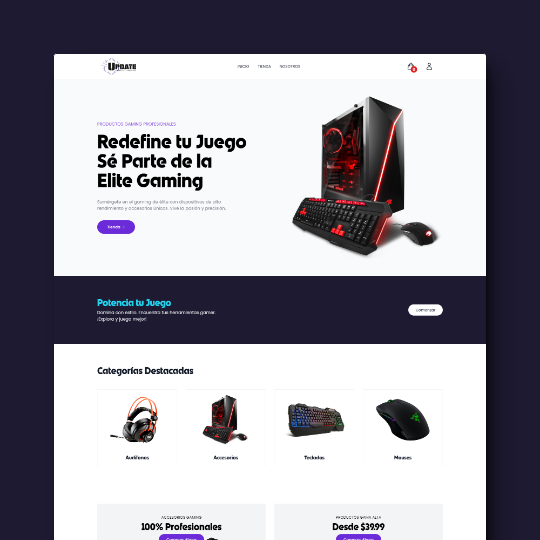 UPDATE
INICIO TIENDA NOSOTROS
PRODUCTOS GAMING PROFESIONALES
Redefine tu Juego
Sé Parte de la
Elite Gaming
Sumérgete en el gaming de élite con dispositivos de alto
rendimiento y accesorios únicos. Vive la pasión y precisión.
Tienda
Potencia tu Juego
Domina con estilo. Encuentra tus herramientas gamer.
¡Explora y juega mejor!
Comienza
Categorías Destacadas
Audífonos
Accesorios
Teclados
Mouses
ACCESORIOS GAMING
100% Profesionales
PRODUCTOS GAMA ALTA
Desde $39.99